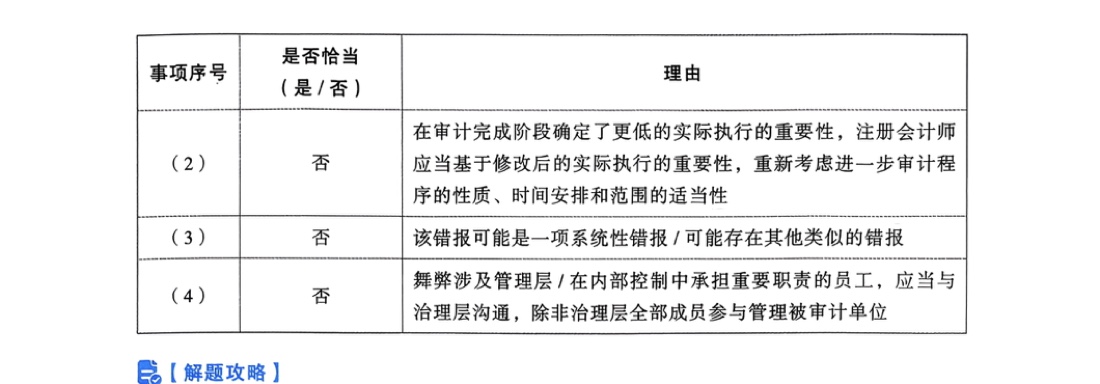 事项序号
是否恰当
（是 / 否）
理由
（2）
否
在审计完成阶段确定了更低的实际执行的重要性，注册会计师
应当基于修改后的实际执行的重要性，重新考虑进一步审计程
序的性质、时间安排和范围的适当性
（3）
否
该错报可能是一项系统性错报 / 可能存在其他类似的错报
（4）
否
舞弊涉及管理层 / 在内部控制中承担重要职责的员工，应当与
治理层沟通，除非治理层全部成员参与管理被审计单位
【解题攻略】